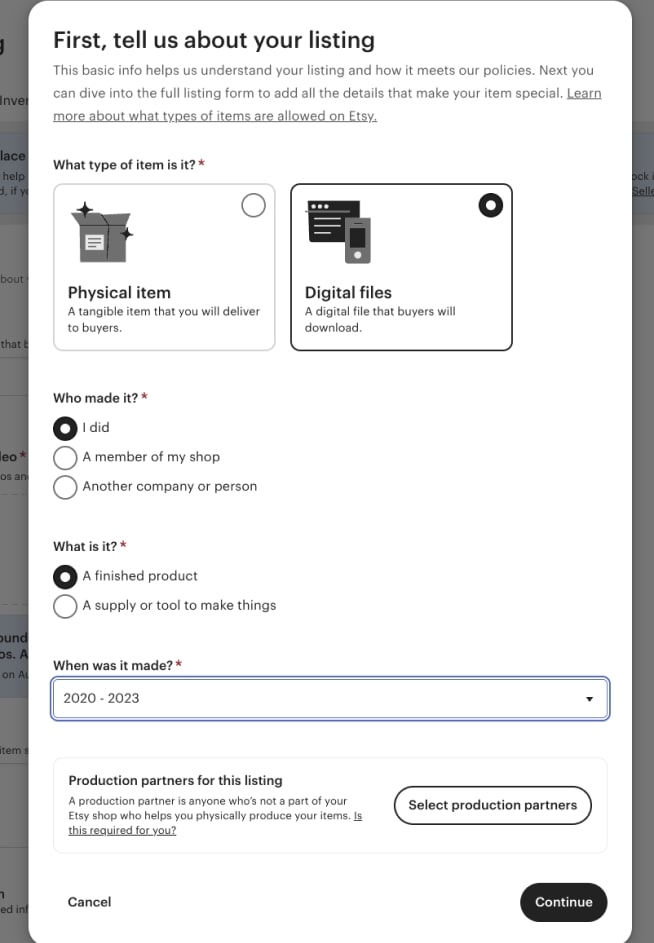 First, tell us about your listing
This basic info helps us understand your listing and how it meets our policies. Next you
can dive into the full listing form to add all the details that make your item special. Learn
more about what types of items are allowed on Etsy.
What type of item is it?*
Physical item
A tangible item that you will deliver
to buyers.
Digital files
A digital file that buyers will
download.
Who made it?*
I did
A member of my shop
Another company or person
What is it?*
A finished product
A supply or tool to make things
When was it made?*
2020 - 2023
Production partners for this listing
A production partner is anyone who's not a part of your
Etsy shop who helps you physically produce your items. Is
this required for you?
Select production partners
Cancel
Continue